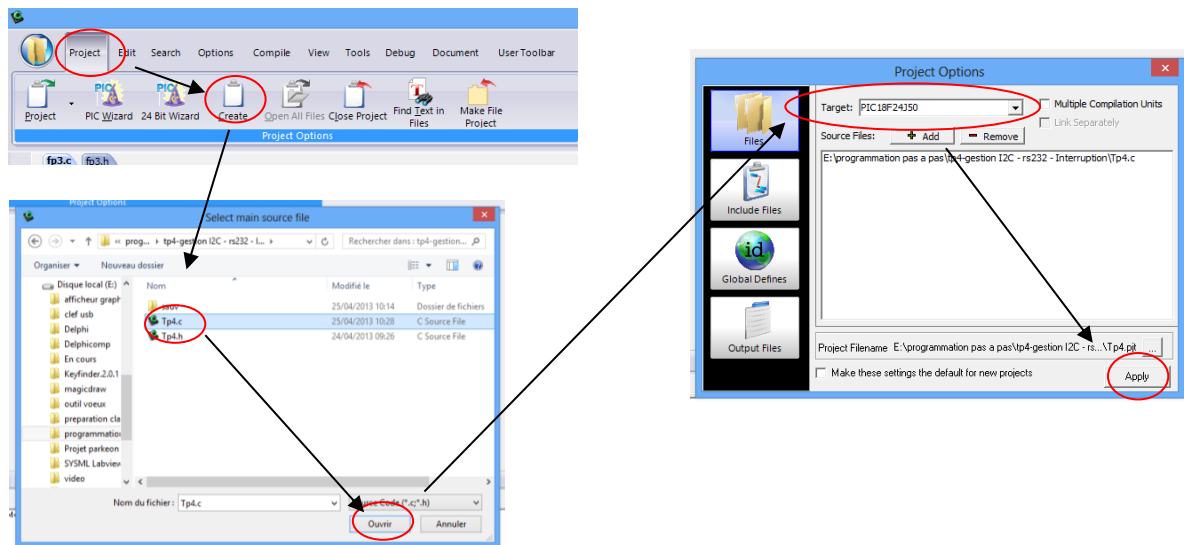 Project Edit Search Options Compile View Tools Debug Document User Toolbar
Project PIC Wizard 24 Bit Wizard Create Open All Files Close Project Find Text in Files Make File Project
Project Options
fp3.c fp3.h
Project Options
Select main source file
« prog... › tp4-gestion I2C - rs232 - I... ›
Rechercher dans : tp4-gestion...
Organiser Nouveau dossier
Nom Modifié le Type
Disque local (E:)
afficheur graph
clef usb
Delphi
Delphicomp
En cours
Keyfinder.2.0.1
magicdraw
outil voeux
preparation cla
programmation
Projet parkeon
SYSML Labview
video
sauv 25/04/2013 10:14 Dossier de fichiers
Tp4.c 25/04/2013 10:28 C Source File
Tp4.h 24/04/2013 09:26 C Source File
Nom du fichier : Tp4.c
Source Code (*.c;*.h)
Ouvrir Annuler
Project Options
Files
Include Files
Global Defines
Output Files
id
Target: PIC18F24J50
Multiple Compilation Units
Link Separately
Source Files: Add Remove
E:\programmation pas a pas\tp4-gestion I2C - rs232 - Interruption\Tp4.c
Project Filename E:\programmation pas a pas\tp4-gestion I2C - rs...\Tp4.pjt ...
Make these settings the default for new projects
Apply